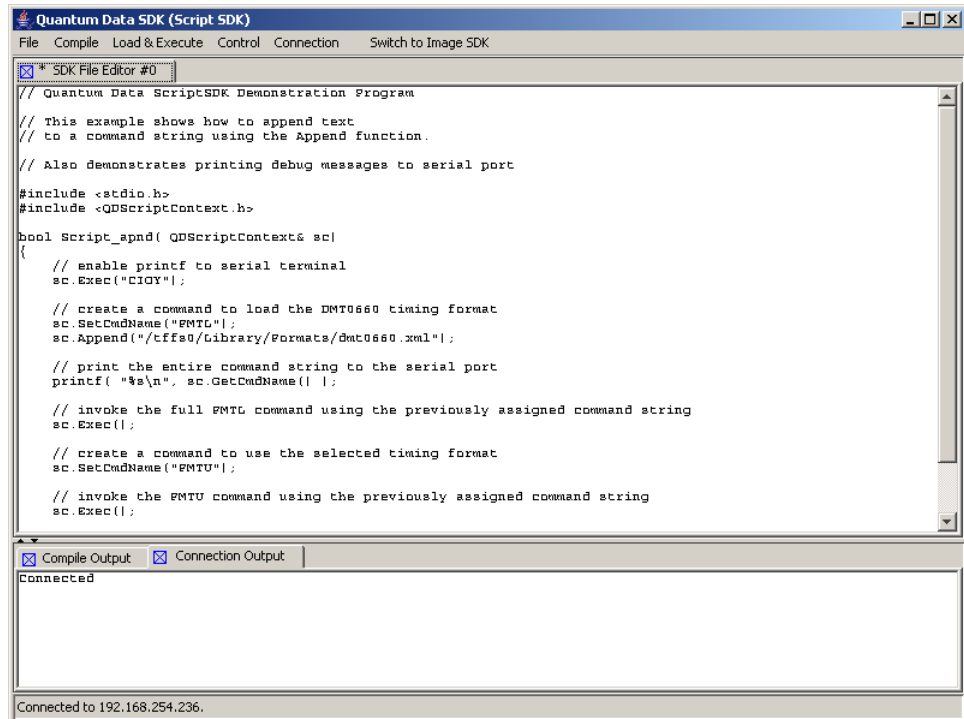 Quantum Data SDK (Script SDK)
File Compile Load & Execute Control Connection Switch to Image SDK
* SDK File Editor #0
// Quantum Data ScriptSDK Demonstration Program
// This example shows how to append text
// to a command string using the Append function.
// Also demonstrates printing debug messages to serial port
#include <stdio.h>
#include <QDScriptContext.h>
bool Script_apnd( QDScriptContext& sc)
{
// enable printf to serial terminal
sc.Exec("CIOY");
// create a command to load the DMT0660 timing format
sc.SetCmdName("FMTL");
sc.Append("/tffs0/Library/Formats/dmt0660.xml");
// print the entire command string to the serial port
printf( "%s\n", sc.GetCmdName() );
// invoke the full FMTL command using the previously assigned command string
sc.Exec();
// create a command to use the selected timing format
sc.SetCmdName("FMTU");
// invoke the FMTU command using the previously assigned command string
sc.Exec();
Compile Output Connection Output
Connected
Connected to 192.168.254.236.